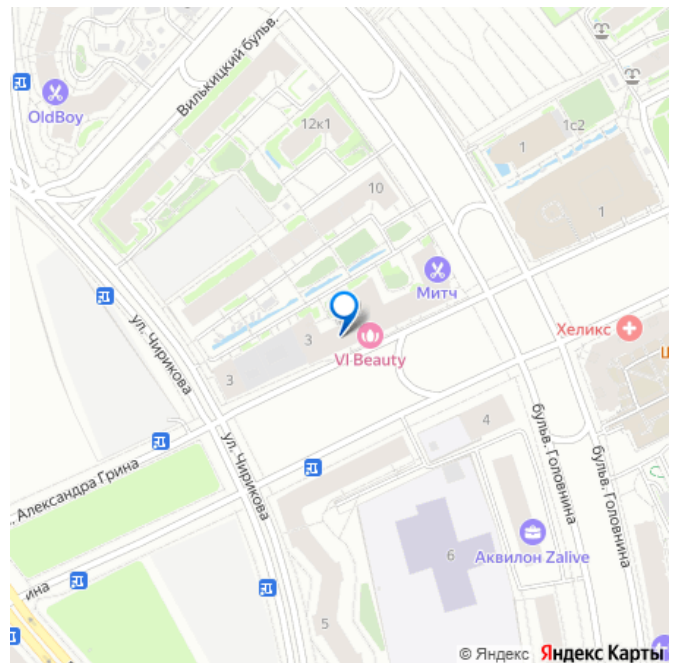 Вилькицкий бульв.
OldBoy
12к1
1с2
1
10
1
Митч
ул. Чирикова
3
VI Beauty
Хеликс
Ш
3
4
ул. Чирикова
бульв. Головнина
бульв. Головнина
. Александра Грина
6
Аквилон Zalive
ина
5
© Яндекс Яндекс Карты